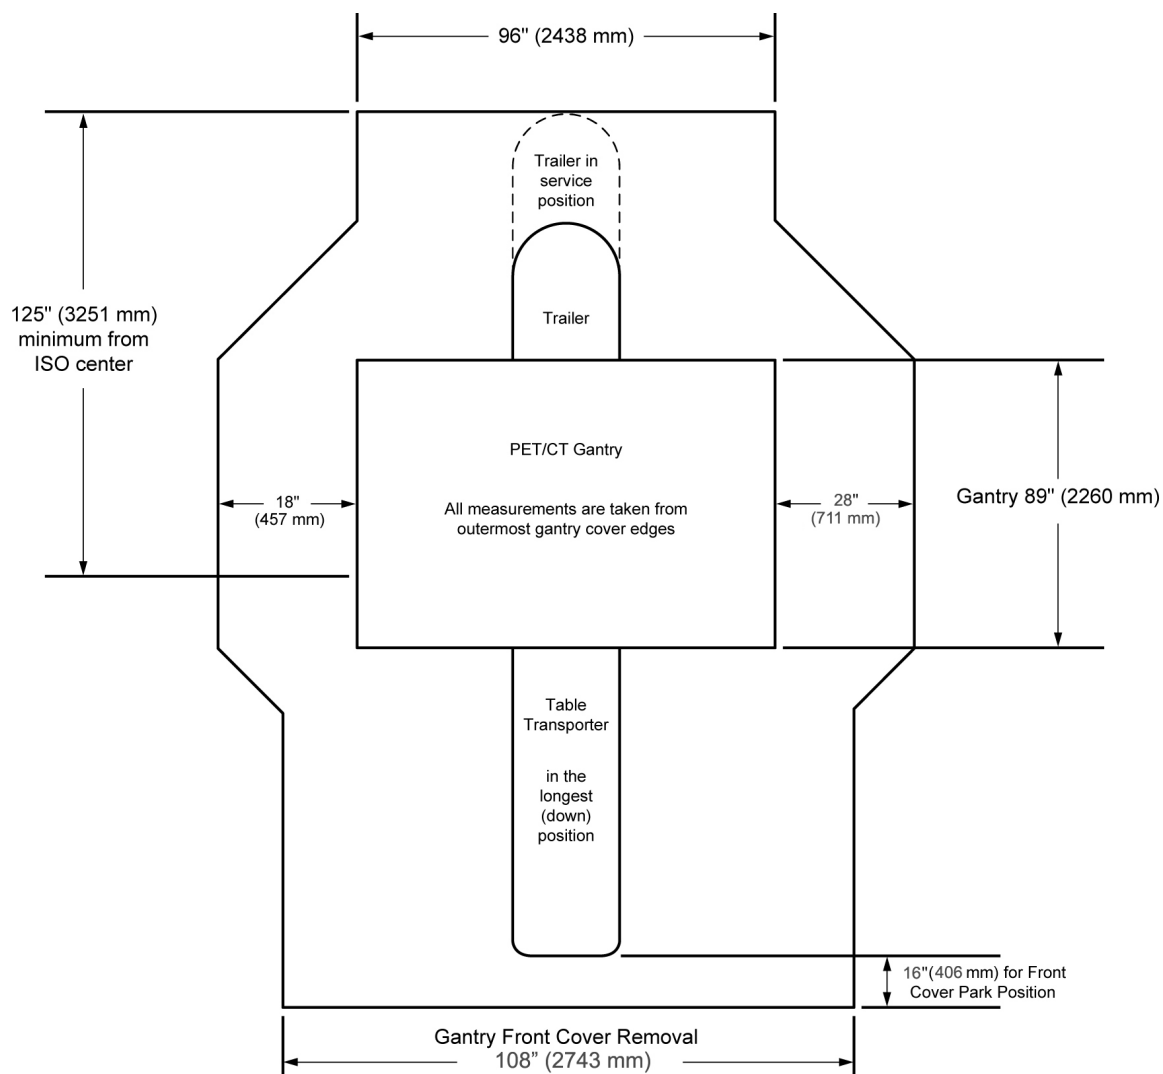 96" (2438 mm)
Trailer in
service
position
125" (3251 mm)
minimum from
ISO center
Trailer
PET/CT Gantry
Gantry 89" (2260 mm)
18"
(457 mm)
All measurements are taken from
outermost gantry cover edges
28"
(711 mm)
Table
Transporter
in the
longest
(down)
position
16"(406 mm) for Front
Cover Park Position
Gantry Front Cover Removal
108” (2743 mm)